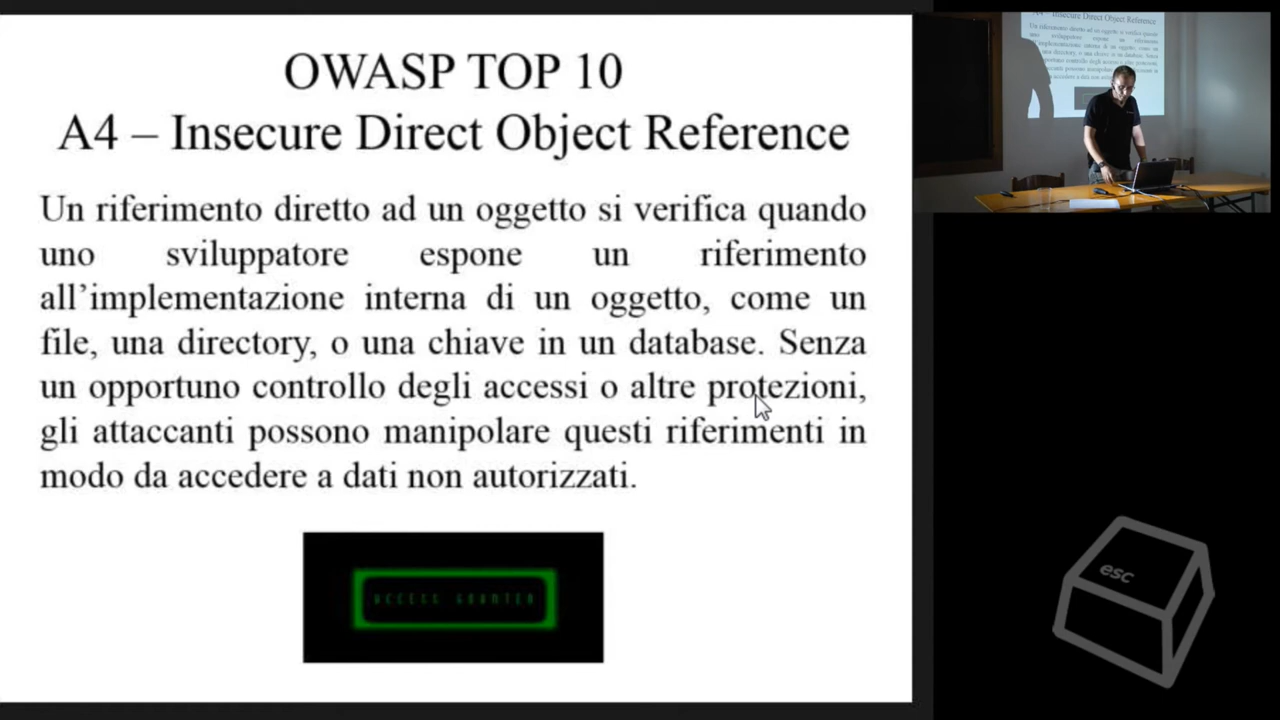 OWASP TOP 10
A4 – Insecure Direct Object Reference
Un riferimento diretto ad un oggetto si verifica quando
uno sviluppatore espone un riferimento
all’implementazione interna di un oggetto, come un
file, una directory, o una chiave in un database. Senza
un opportuno controllo degli accessi o altre protezioni,
gli attaccanti possono manipolare questi riferimenti in
modo da accedere a dati non autorizzati.
ACCESS GRANTED
esc